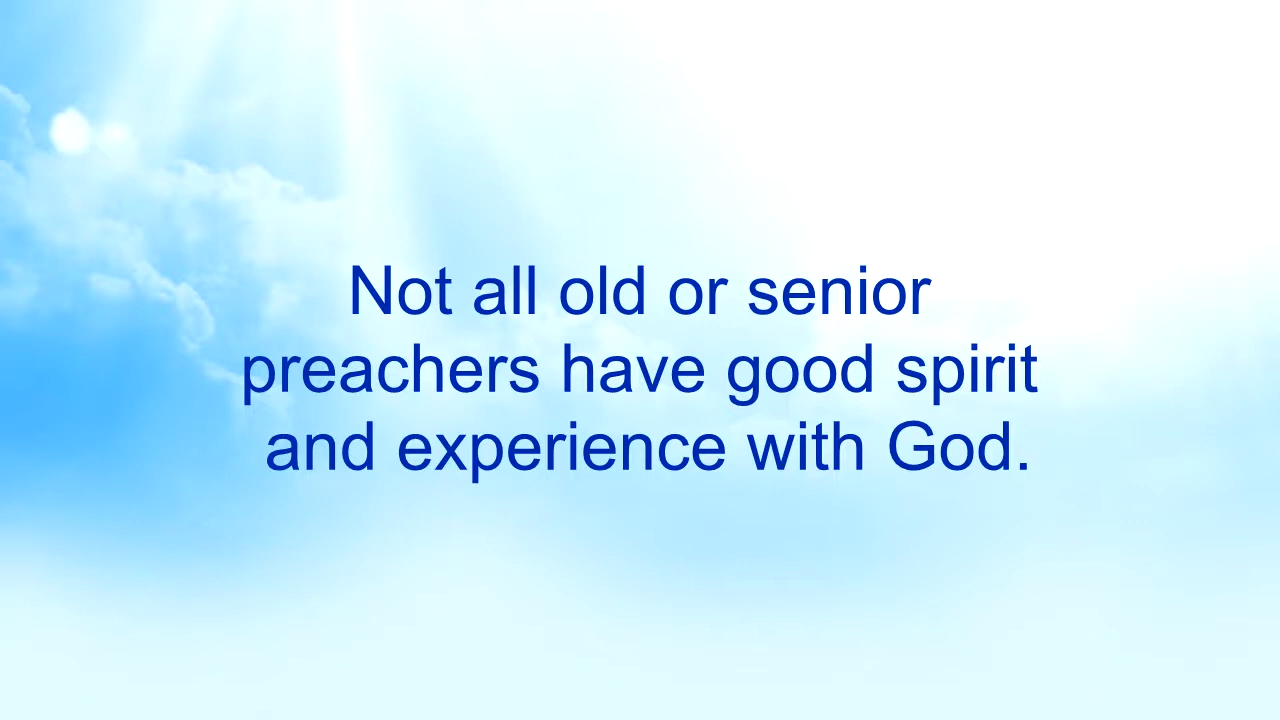 Not all old or senior
preachers have good spirit
and experience with God.